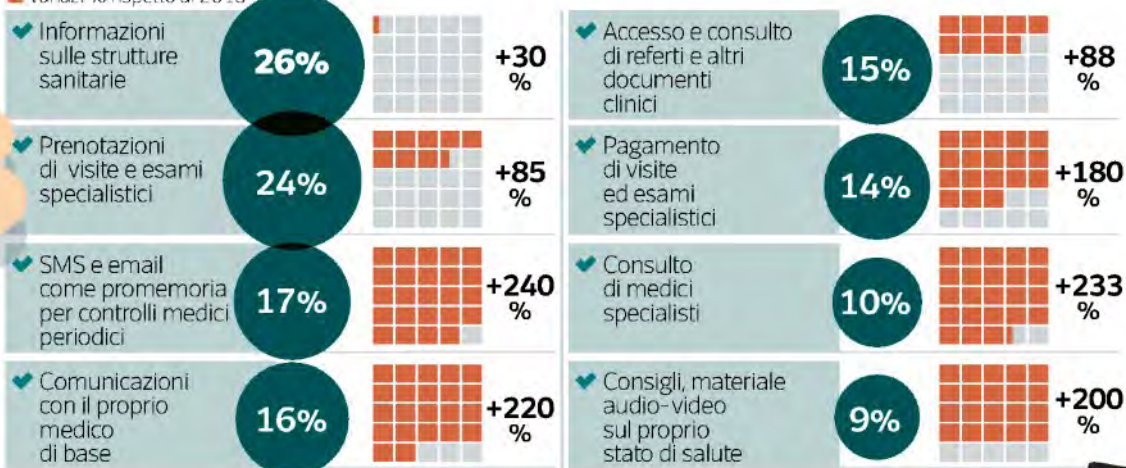 Informazioni
sulle strutture
sanitarie
26%
+30
%
Prenotazioni
di visite e esami
specialistici
24%
+85
%
SMS e email
come promemoria
per controlli medici
periodici
17%
+240
%
Comunicazioni
con il proprio
medico
di base
16%
+220
%
Accesso e consulto
di referti e altri
documenti
clinici
15%
+88
%
Pagamento
di visite
ed esami
specialistici
14%
+180
%
Consulto
di medici
specialisti
10%
+233
%
Consigli, materiale
audio-video
sul proprio
stato di salute
9%
+200
%